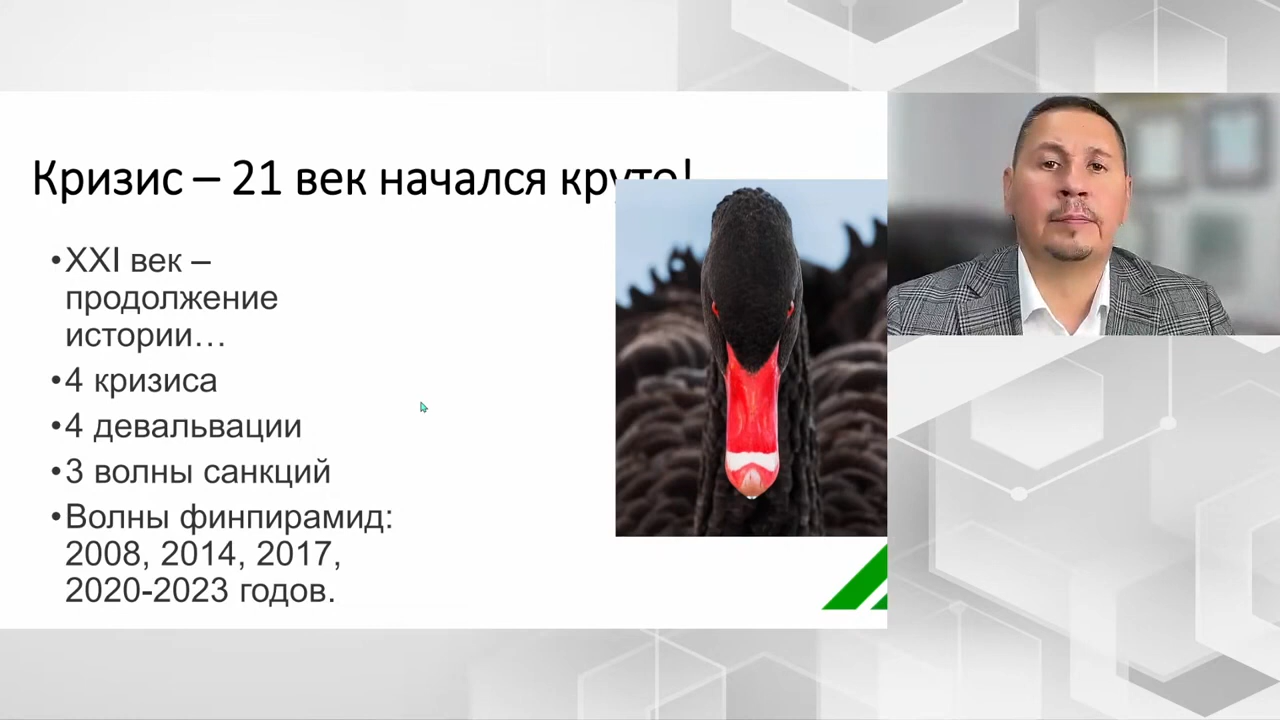 Кризис – 21 век начался круто!
•XXI век –
продолжение
истории…
•4 кризиса
•4 девальвации
•3 волны санкций
•Волны финпирамид:
2008, 2014, 2017,
2020-2023 годов.